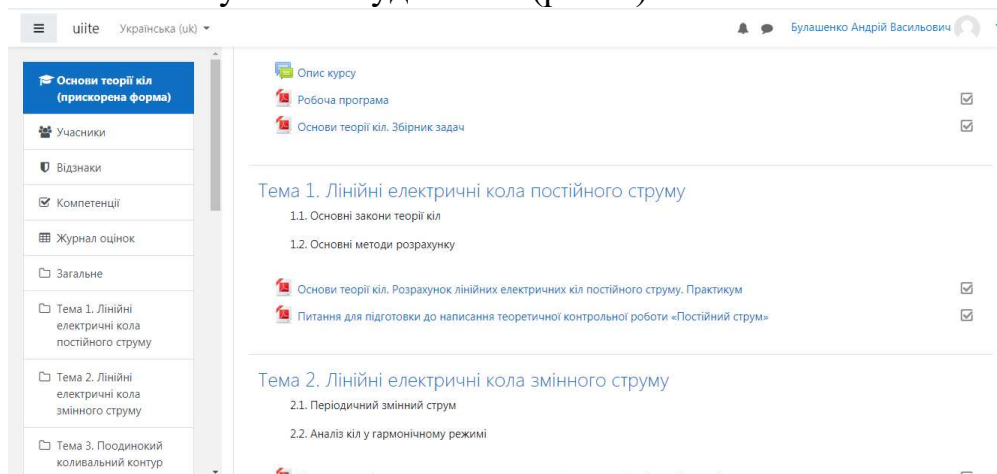 uiite Українська (uk)
Булашенко Андрій Васильович
Основи теорії кіл
(прискорена форма)
Учасники
Відзнаки
Компетенції
Журнал оцінок
Загальне
Тема 1. Лінійні
електричні кола
постійного струму
Тема 2. Лінійні
електричні кола
змінного струму
Тема 3. Поодинокий
коливальний контур
Опис курсу
Робоча програма
Основи теорії кіл. Збірник задач
Тема 1. Лінійні електричні кола постійного струму
1.1. Основні закони теорії кіл
1.2. Основні методи розрахунку
Основи теорії кіл. Розрахунок лінійних електричних кіл постійного струму. Практикум
Питання для підготовки до написання теоретичної контрольної роботи «Постійний струм»
Тема 2. Лінійні електричні кола змінного струму
2.1. Періодичний змінний струм
2.2. Аналіз кіл у гармонічному режимі